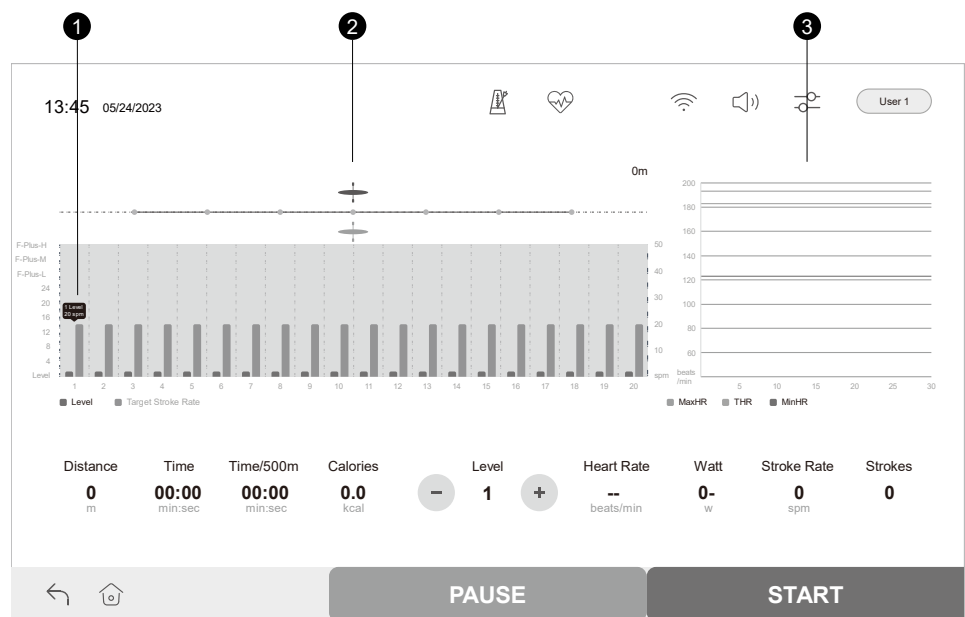 1 2 3
13:45 05/24/2023 User 1
0m
F-Plus-H
F-Plus-M
F-Plus-L
24
20
16
12
8
4
Level
1 Level
20 spm
50
40
30
20
10
spm
1 2 3 4 5 6 7 8 9 10 11 12 13 14 15 16 17 18 19 20
Level Target Stroke Rate
200
180
160
140
120
100
80
60
beats
/min
5 10 15 20 25 30
MaxHR THR MinHR
Distance Time Time/500m Calories Level Heart Rate Watt Stroke Rate Strokes
0 00:00 00:00 0.0 − 1 + -- 0- 0 0
m min:sec min:sec kcal beats/min w spm
PAUSE START